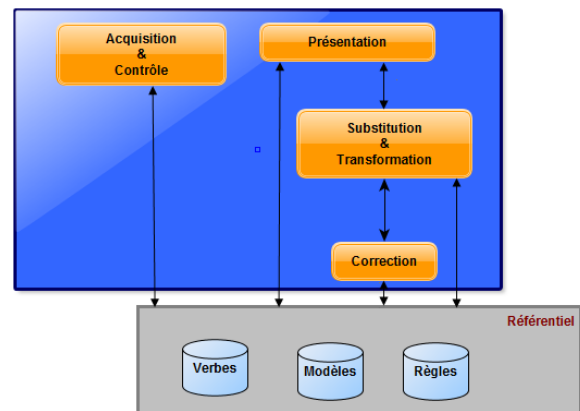 Acquisition
&
Contrôle
Présentation
Substitution
&
Transformation
Correction
Référentiel
Verbes
Modèles
Règles